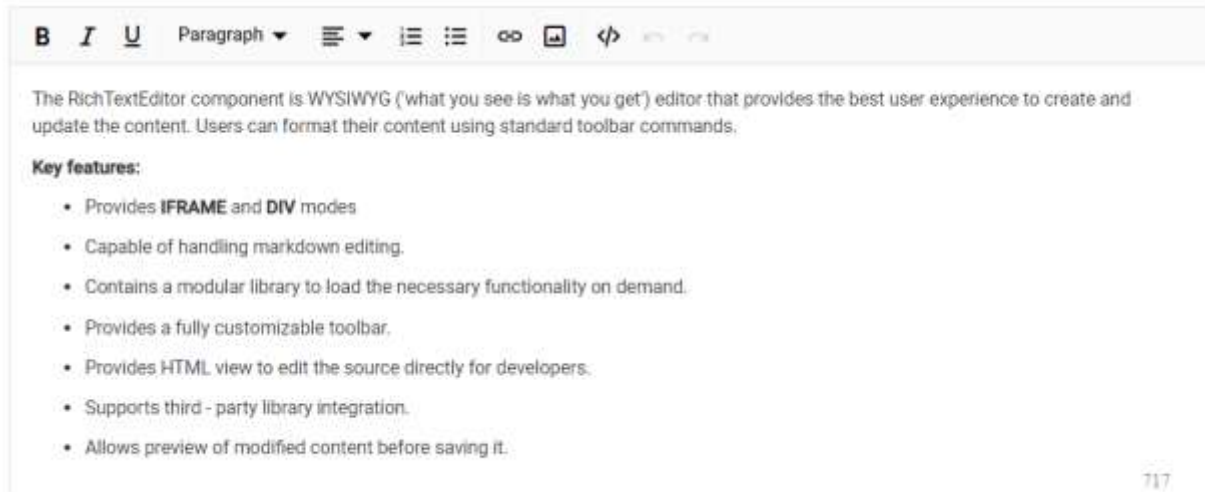 B I U Paragraph
The RichTextEditor component is WYSIWYG ('what you see is what you get') editor that provides the best user experience to create and
update the content. Users can format their content using standard toolbar commands.
Key features:
• Provides IFRAME and DIV modes
• Capable of handling markdown editing.
• Contains a modular library to load the necessary functionality on demand.
• Provides a fully customizable toolbar.
• Provides HTML view to edit the source directly for developers.
• Supports third - party library integration.
• Allows preview of modified content before saving it.
717